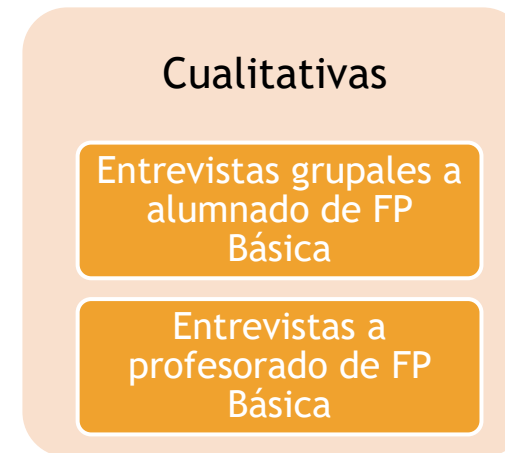 Cualitativas
Entrevistas grupales a
alumnado de FP
Básica
Entrevistas a
profesorado de FP
Básica